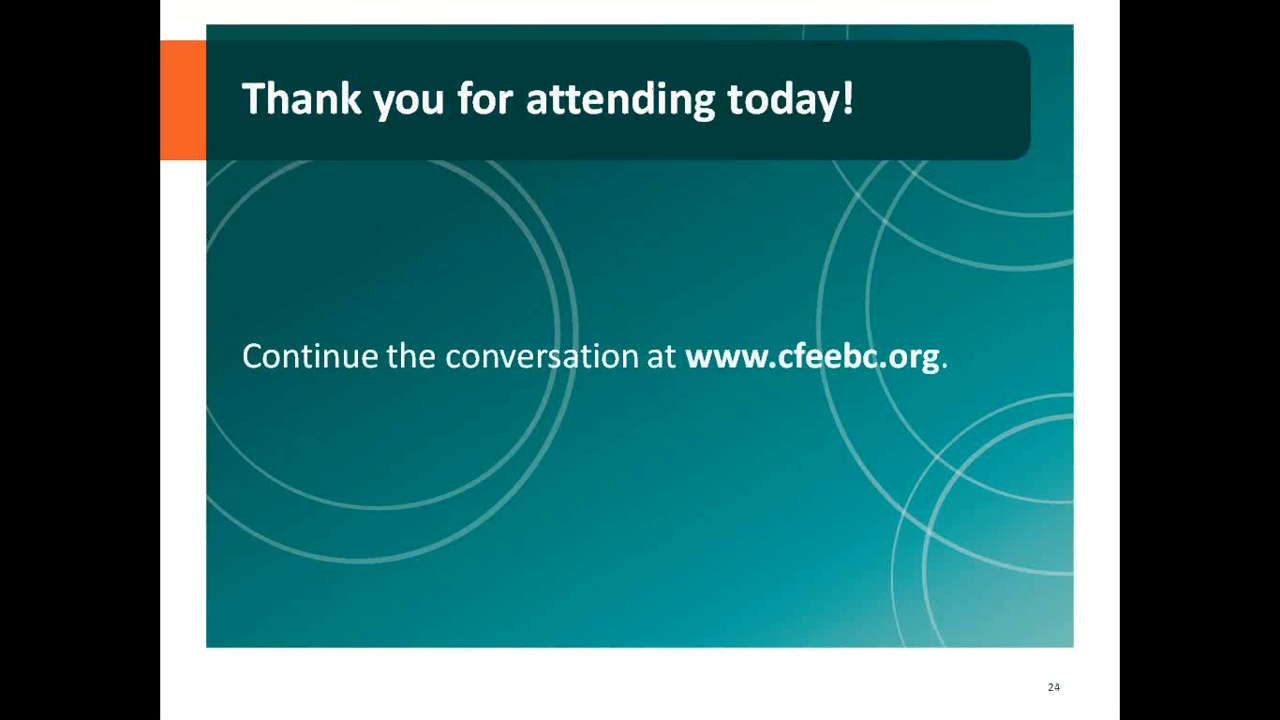 Thank you for attending today!
Continue the conversation at www.cfeebc.org.
24